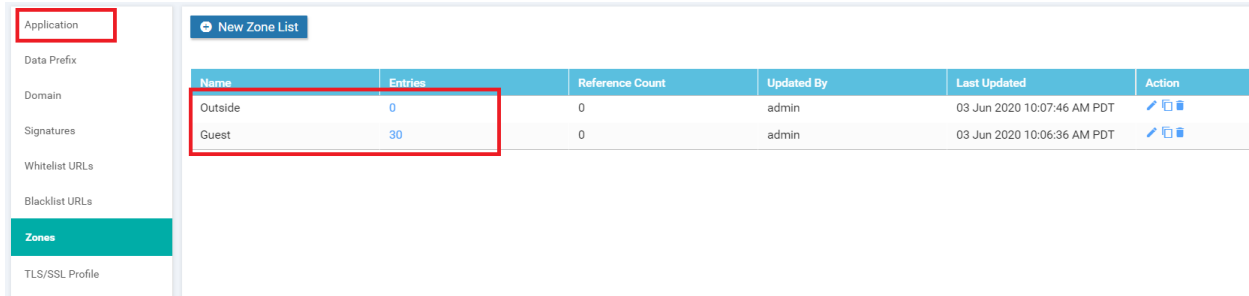 Application
Data Prefix
Domain
Signatures
Whitelist URLs
Blacklist URLs
Zones
TLS/SSL Profile
New Zone List
Name Entries Reference Count Updated By Last Updated Action
Outside 0 0 admin 03 Jun 2020 10:07:46 AM PDT
Guest 30 0 admin 03 Jun 2020 10:06:36 AM PDT